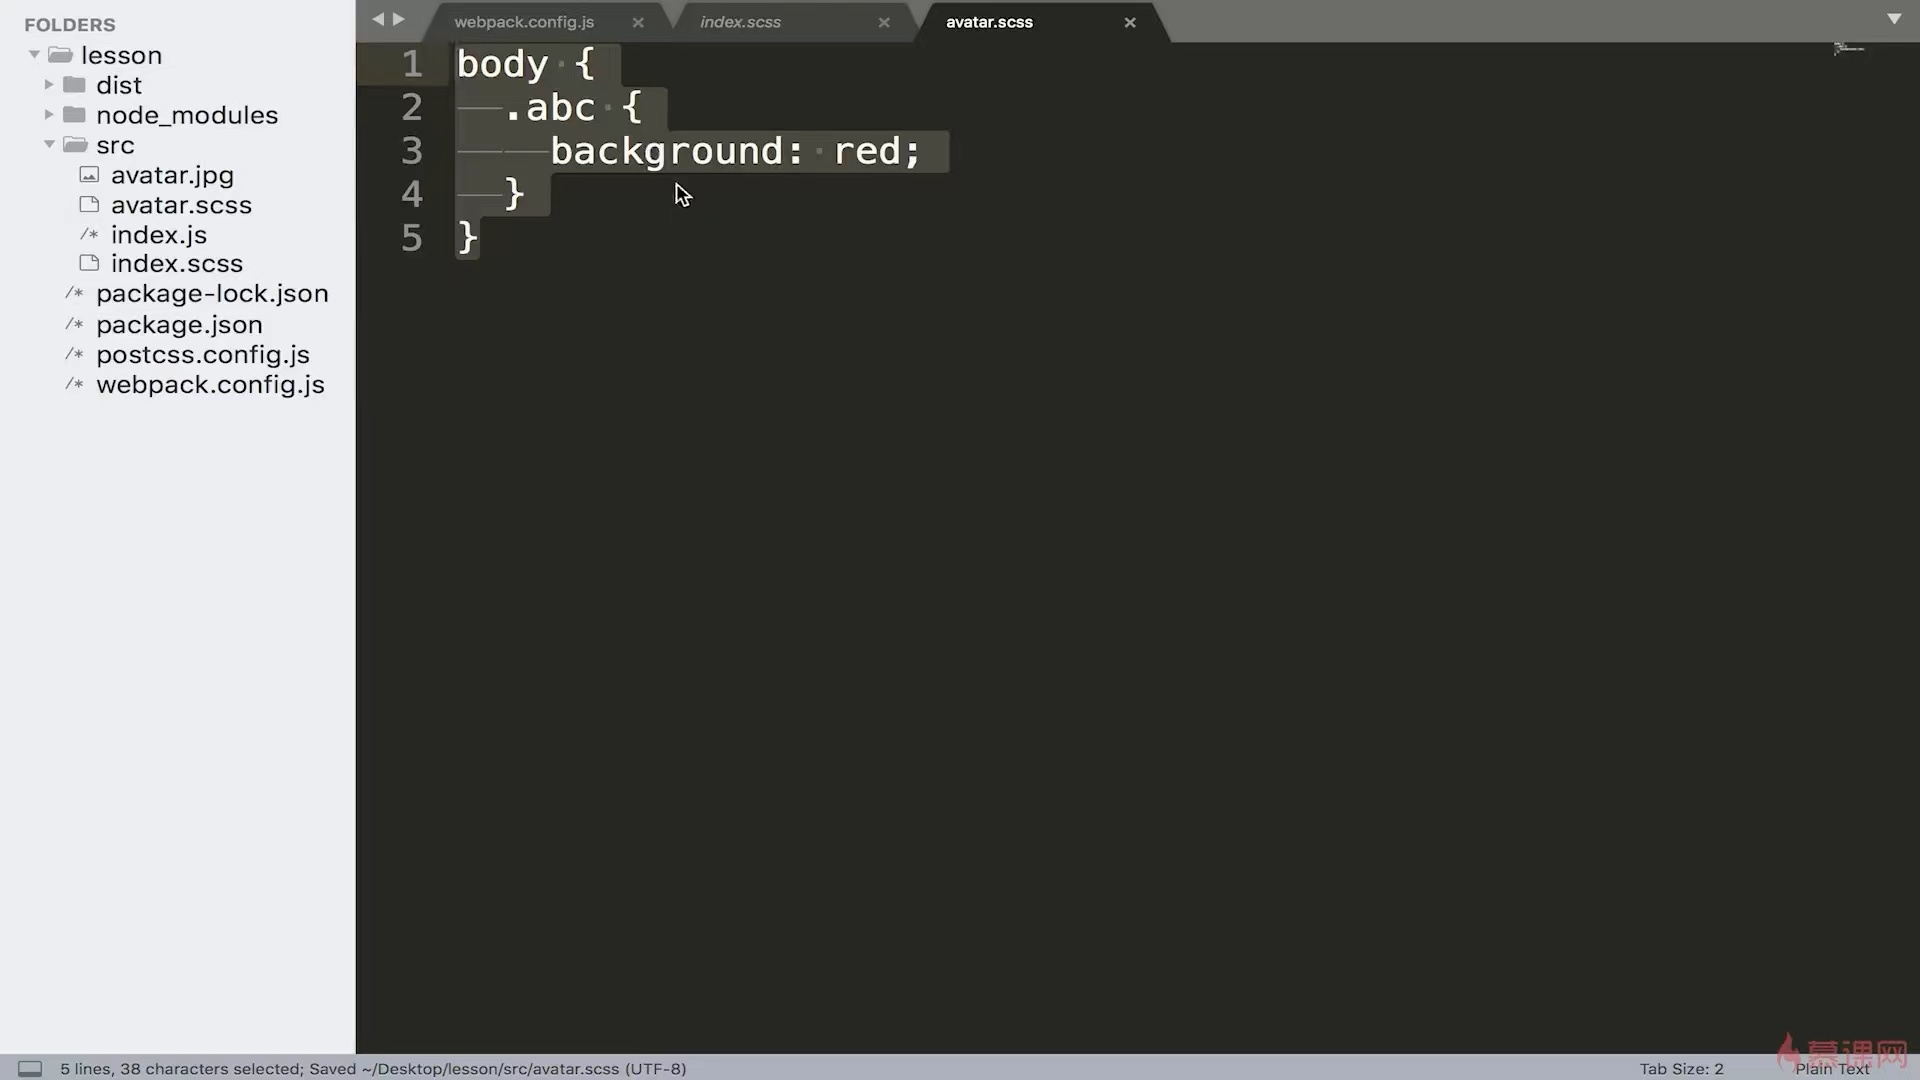 FOLDERS
lesson
dist
node_modules
src
avatar.jpg
avatar.scss
/* index.js
index.scss
/* package-lock.json
/* package.json
/* postcss.config.js
/* webpack.config.js
webpack.config.js × index.scss × avatar.scss ×
1 body {
2 .abc {
3 background: red;
4 }
5 }
慕课网
5 lines, 38 characters selected; Saved ~/Desktop/lesson/src/avatar.scss (UTF-8)
Tab Size: 2
Plain Text